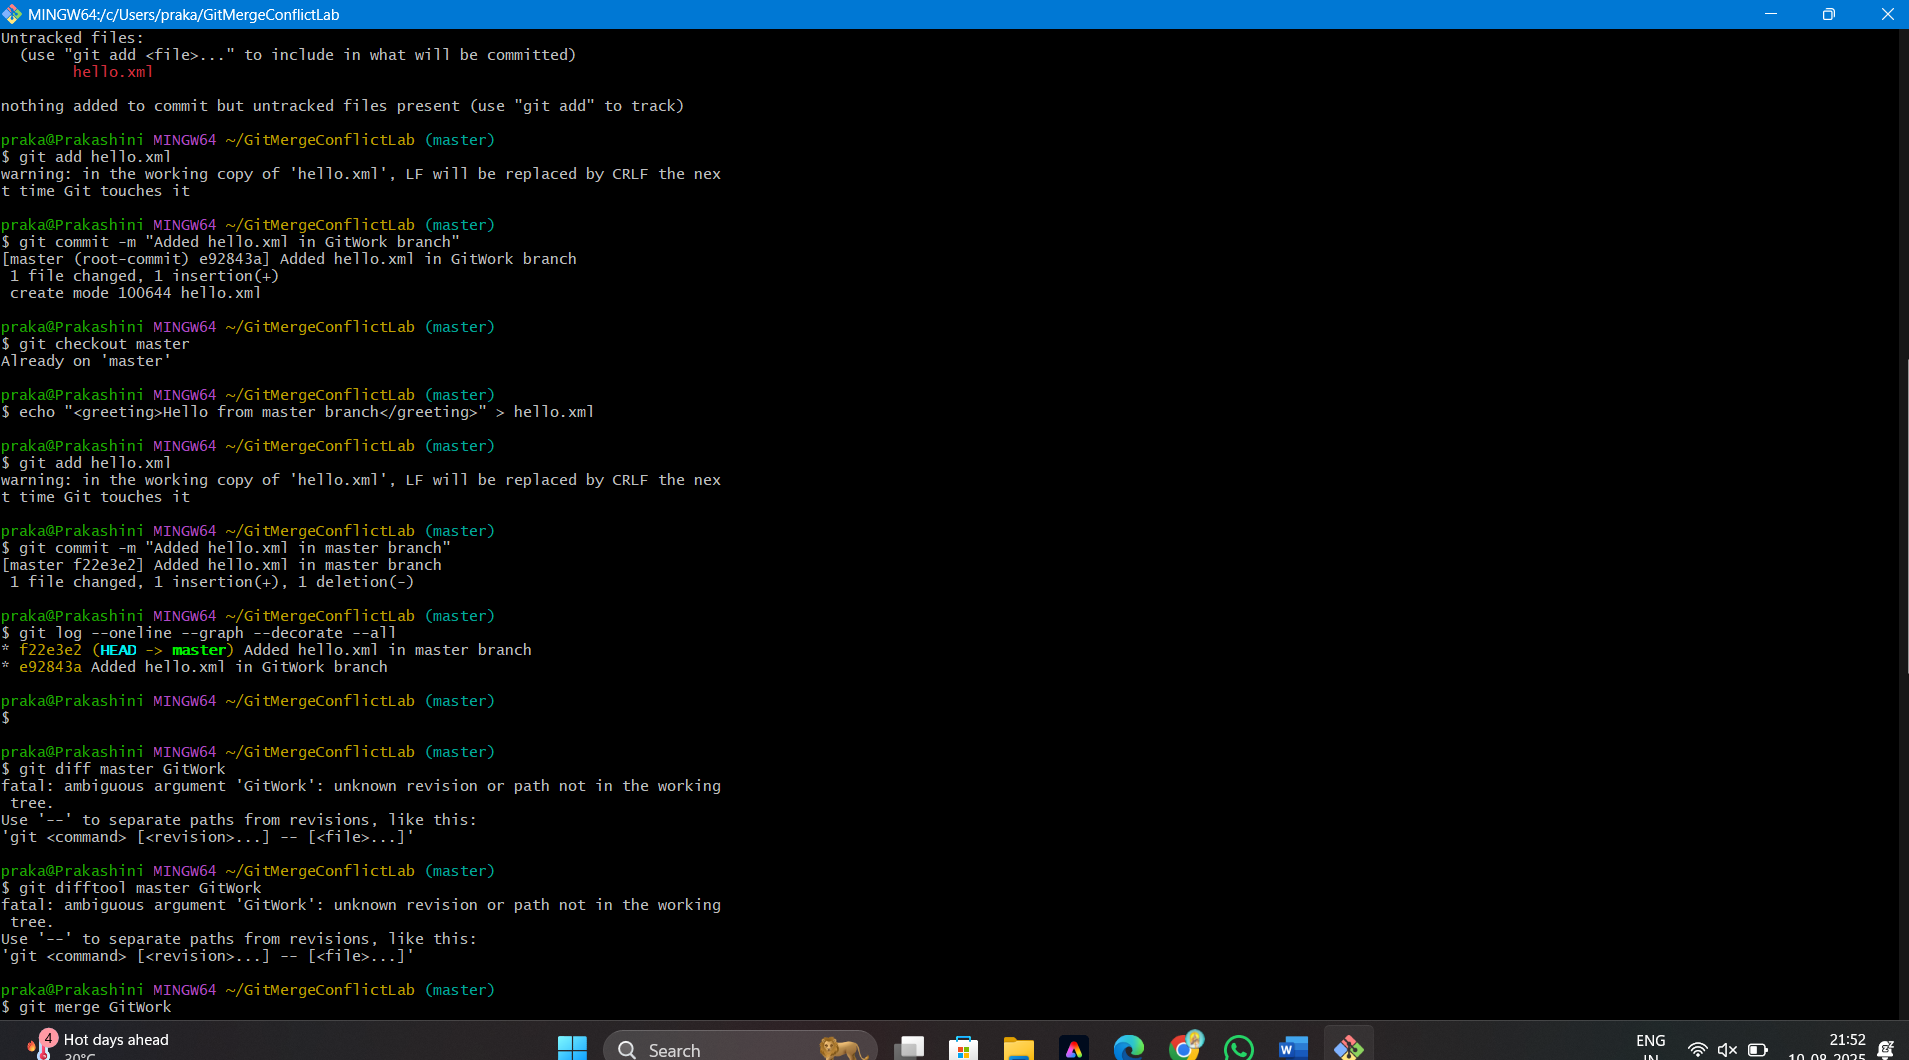 MINGW64:/c/Users/praka/GitMergeConflictLab
Untracked files:
  (use "git add <file>..." to include in what will be committed)
        hello.xml

nothing added to commit but untracked files present (use "git add" to track)

praka@Prakashini MINGW64 ~/GitMergeConflictLab (master)
$ git add hello.xml
warning: in the working copy of 'hello.xml', LF will be replaced by CRLF the nex
t time Git touches it

praka@Prakashini MINGW64 ~/GitMergeConflictLab (master)
$ git commit -m "Added hello.xml in GitWork branch"
[master (root-commit) e92843a] Added hello.xml in GitWork branch
 1 file changed, 1 insertion(+)
 create mode 100644 hello.xml

praka@Prakashini MINGW64 ~/GitMergeConflictLab (master)
$ git checkout master
Already on 'master'

praka@Prakashini MINGW64 ~/GitMergeConflictLab (master)
$ echo "<greeting>Hello from master branch</greeting>" > hello.xml

praka@Prakashini MINGW64 ~/GitMergeConflictLab (master)
$ git add hello.xml
warning: in the working copy of 'hello.xml', LF will be replaced by CRLF the nex
t time Git touches it

praka@Prakashini MINGW64 ~/GitMergeConflictLab (master)
$ git commit -m "Added hello.xml in master branch"
[master f22e3e2] Added hello.xml in master branch
 1 file changed, 1 insertion(+), 1 deletion(-)

praka@Prakashini MINGW64 ~/GitMergeConflictLab (master)
$ git log --oneline --graph --decorate --all
* f22e3e2 (HEAD -> master) Added hello.xml in master branch
* e92843a Added hello.xml in GitWork branch

praka@Prakashini MINGW64 ~/GitMergeConflictLab (master)
$

praka@Prakashini MINGW64 ~/GitMergeConflictLab (master)
$ git diff master GitWork
fatal: ambiguous argument 'GitWork': unknown revision or path not in the working
 tree.
Use '--' to separate paths from revisions, like this:
'git <command> [<revision>...] -- [<file>...]'

praka@Prakashini MINGW64 ~/GitMergeConflictLab (master)
$ git difftool master GitWork
fatal: ambiguous argument 'GitWork': unknown revision or path not in the working
 tree.
Use '--' to separate paths from revisions, like this:
'git <command> [<revision>...] -- [<file>...]'

praka@Prakashini MINGW64 ~/GitMergeConflictLab (master)
$ git merge GitWork
4
Hot days ahead
30°C
Search
W
ENG
IN
21:52
10-08-2025